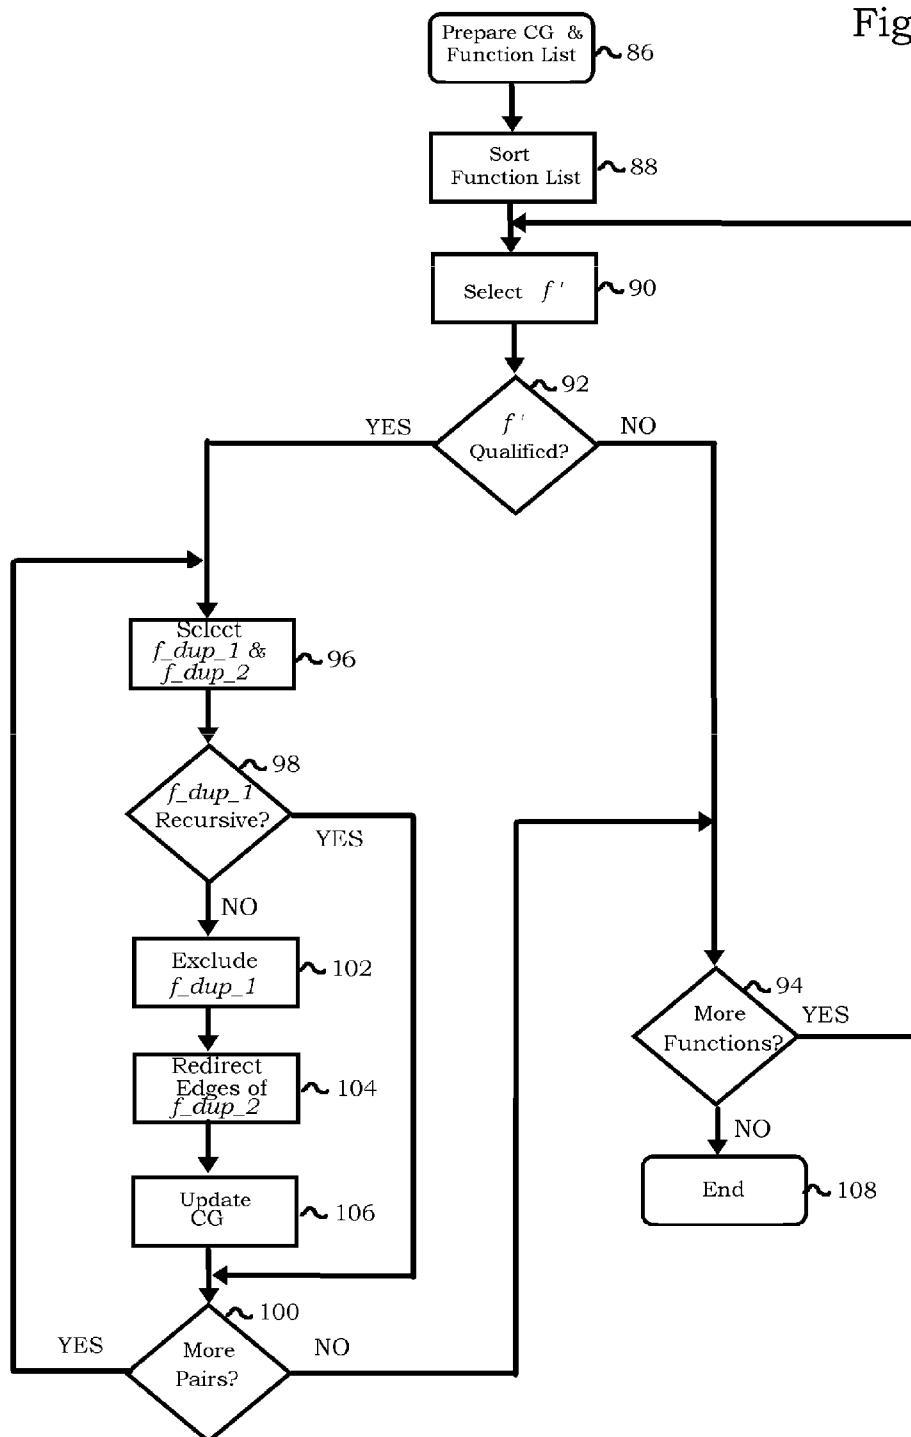 Fig
Prepare CG &
Function List
86
Sort
Function List
88
Select f'
90
92
f'
Qualified?
YES
NO
Select
f_dup_1 &
f_dup_2
96
98
f_dup_1
Recursive?
YES
NO
Exclude
f_dup_1
102
Redirect
Edges of
f_dup_2
104
Update
CG
106
100
More
Pairs?
YES
NO
94
More
Functions?
YES
NO
End
108